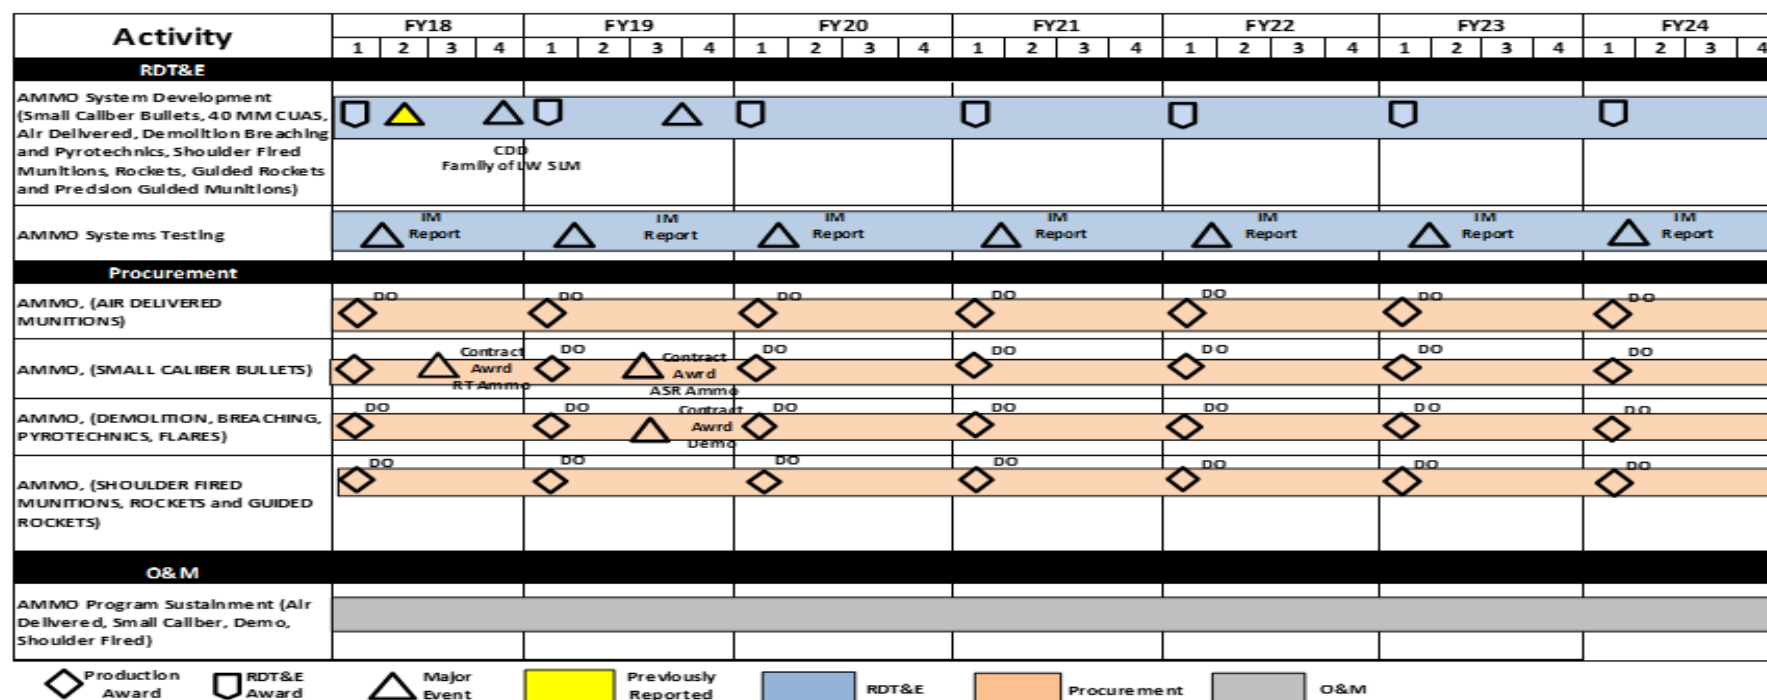 Activity
FY18 FY19 FY20 FY21 FY22 FY23 FY24
1 2 3 4 1 2 3 4 1 2 3 4 1 2 3 4 1 2 3 4 1 2 3 4 1 2 3 4
RDT&E
AMMO System Development
(Small Caliber Bullets, 40 MM CUAS,
Air Delivered, Demolition Breaching
and Pyrotechnics, Shoulder Fired
Munitions, Rockets, Guided Rockets
and Precision Guided Munitions)
CDD
Family of LW SLM
AMMO Systems Testing
IM IM IM IM IM IM IM
Report Report Report Report Report Report Report
Procurement
AMMO, (AIR DELIVERED
MUNITIONS)
DO DO DO DO DO DO DO
AMMO, (SMALL CALIBER BULLETS)
Contract
Awrd
RT Ammo
DO
Contract
Awrd
ASR Ammo
DO DO DO DO DO
AMMO, (DEMOLITION, BREACHING,
PYROTECHNICS, FLARES)
DO DO
Contract
Awrd
Demo
DO DO DO DO DO
AMMO, (SHOULDER FIRED
MUNITIONS, ROCKETS and GUIDED
ROCKETS)
DO DO DO DO DO DO DO
O&M
AMMO Program Sustainment (Air
Delivered, Small Caliber, Demo,
Shoulder Fired)
Production
Award
RDT&E
Award
Major
Event
Previously
Reported
RDT&E
Procurement
O&M